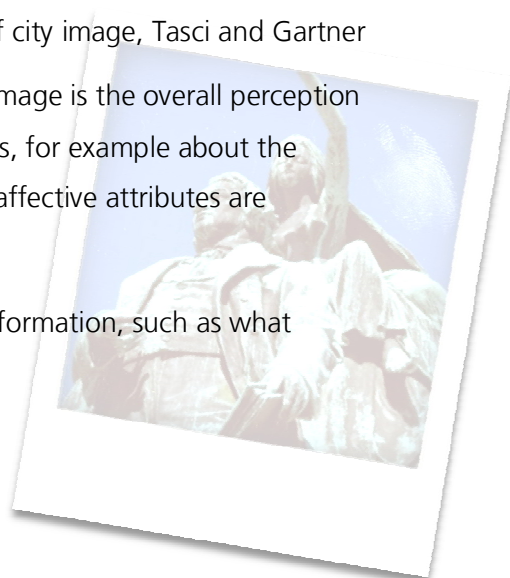 f city image, Tasci and Gartner
mage is the overall perception
s, for example about the
affective attributes are
formation, such as what